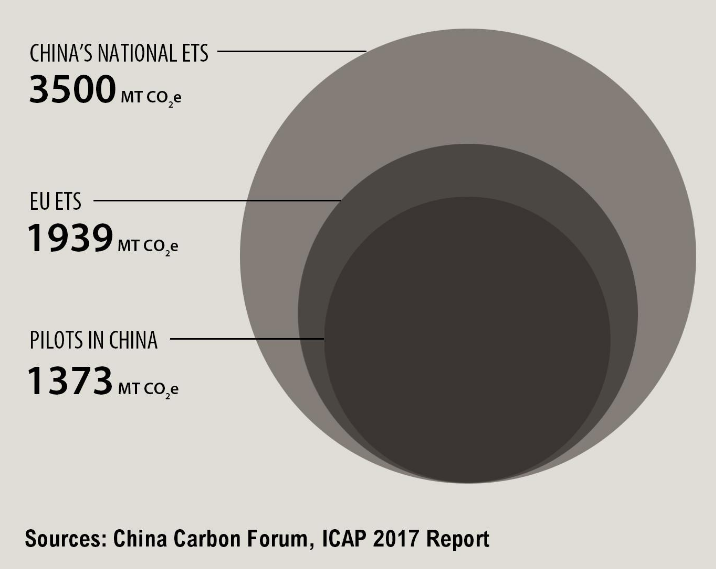 CHINA'S NATIONAL ETS
3500 MT CO₂e
EU ETS
1939 MT CO₂e
PILOTS IN CHINA
1373 MT CO₂e
Sources: China Carbon Forum, ICAP 2017 Report